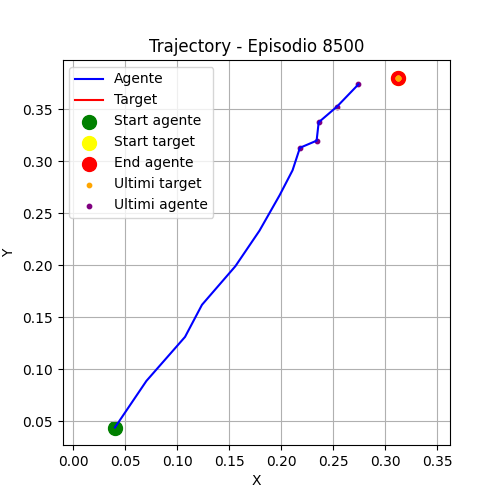 Trajectory - Episodio 8500
Agente
Target
Start agente
Start target
End agente
Ultimi target
Ultimi agente
Y
0.35
0.30
0.25
0.20
0.15
0.10
0.05
0.00 0.05 0.10 0.15 0.20 0.25 0.30 0.35
X